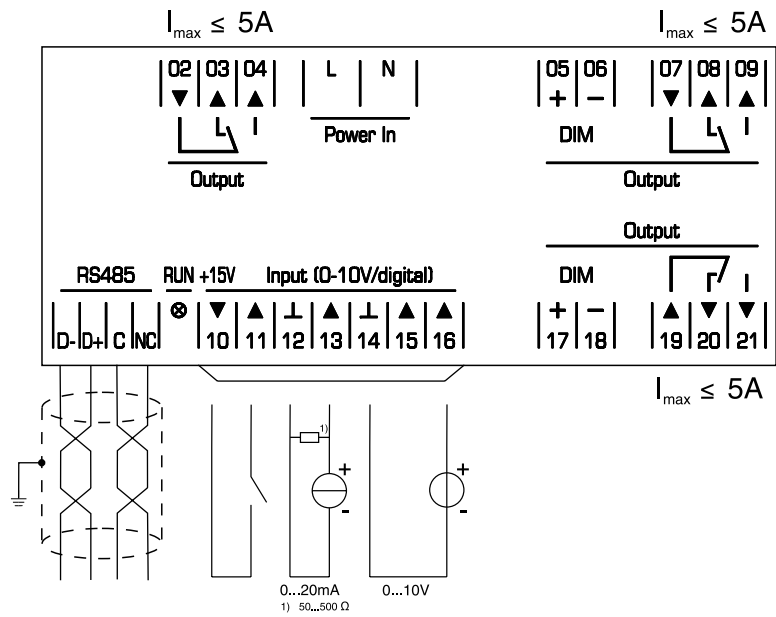 Imax ≤ 5A Imax ≤ 5A
02 03 04 L N 05 06 07 08 09
+ −
Power In DIM
Output Output
Output
RS485 RUN +15V Input (0-10V/digital) DIM
+ −
D- D+ C NC 10 11 12 13 14 15 16 17 18 19 20 21
Imax ≤ 5A
1)
+ +
- -
0...20mA 0...10V
1) 50...500 Ω